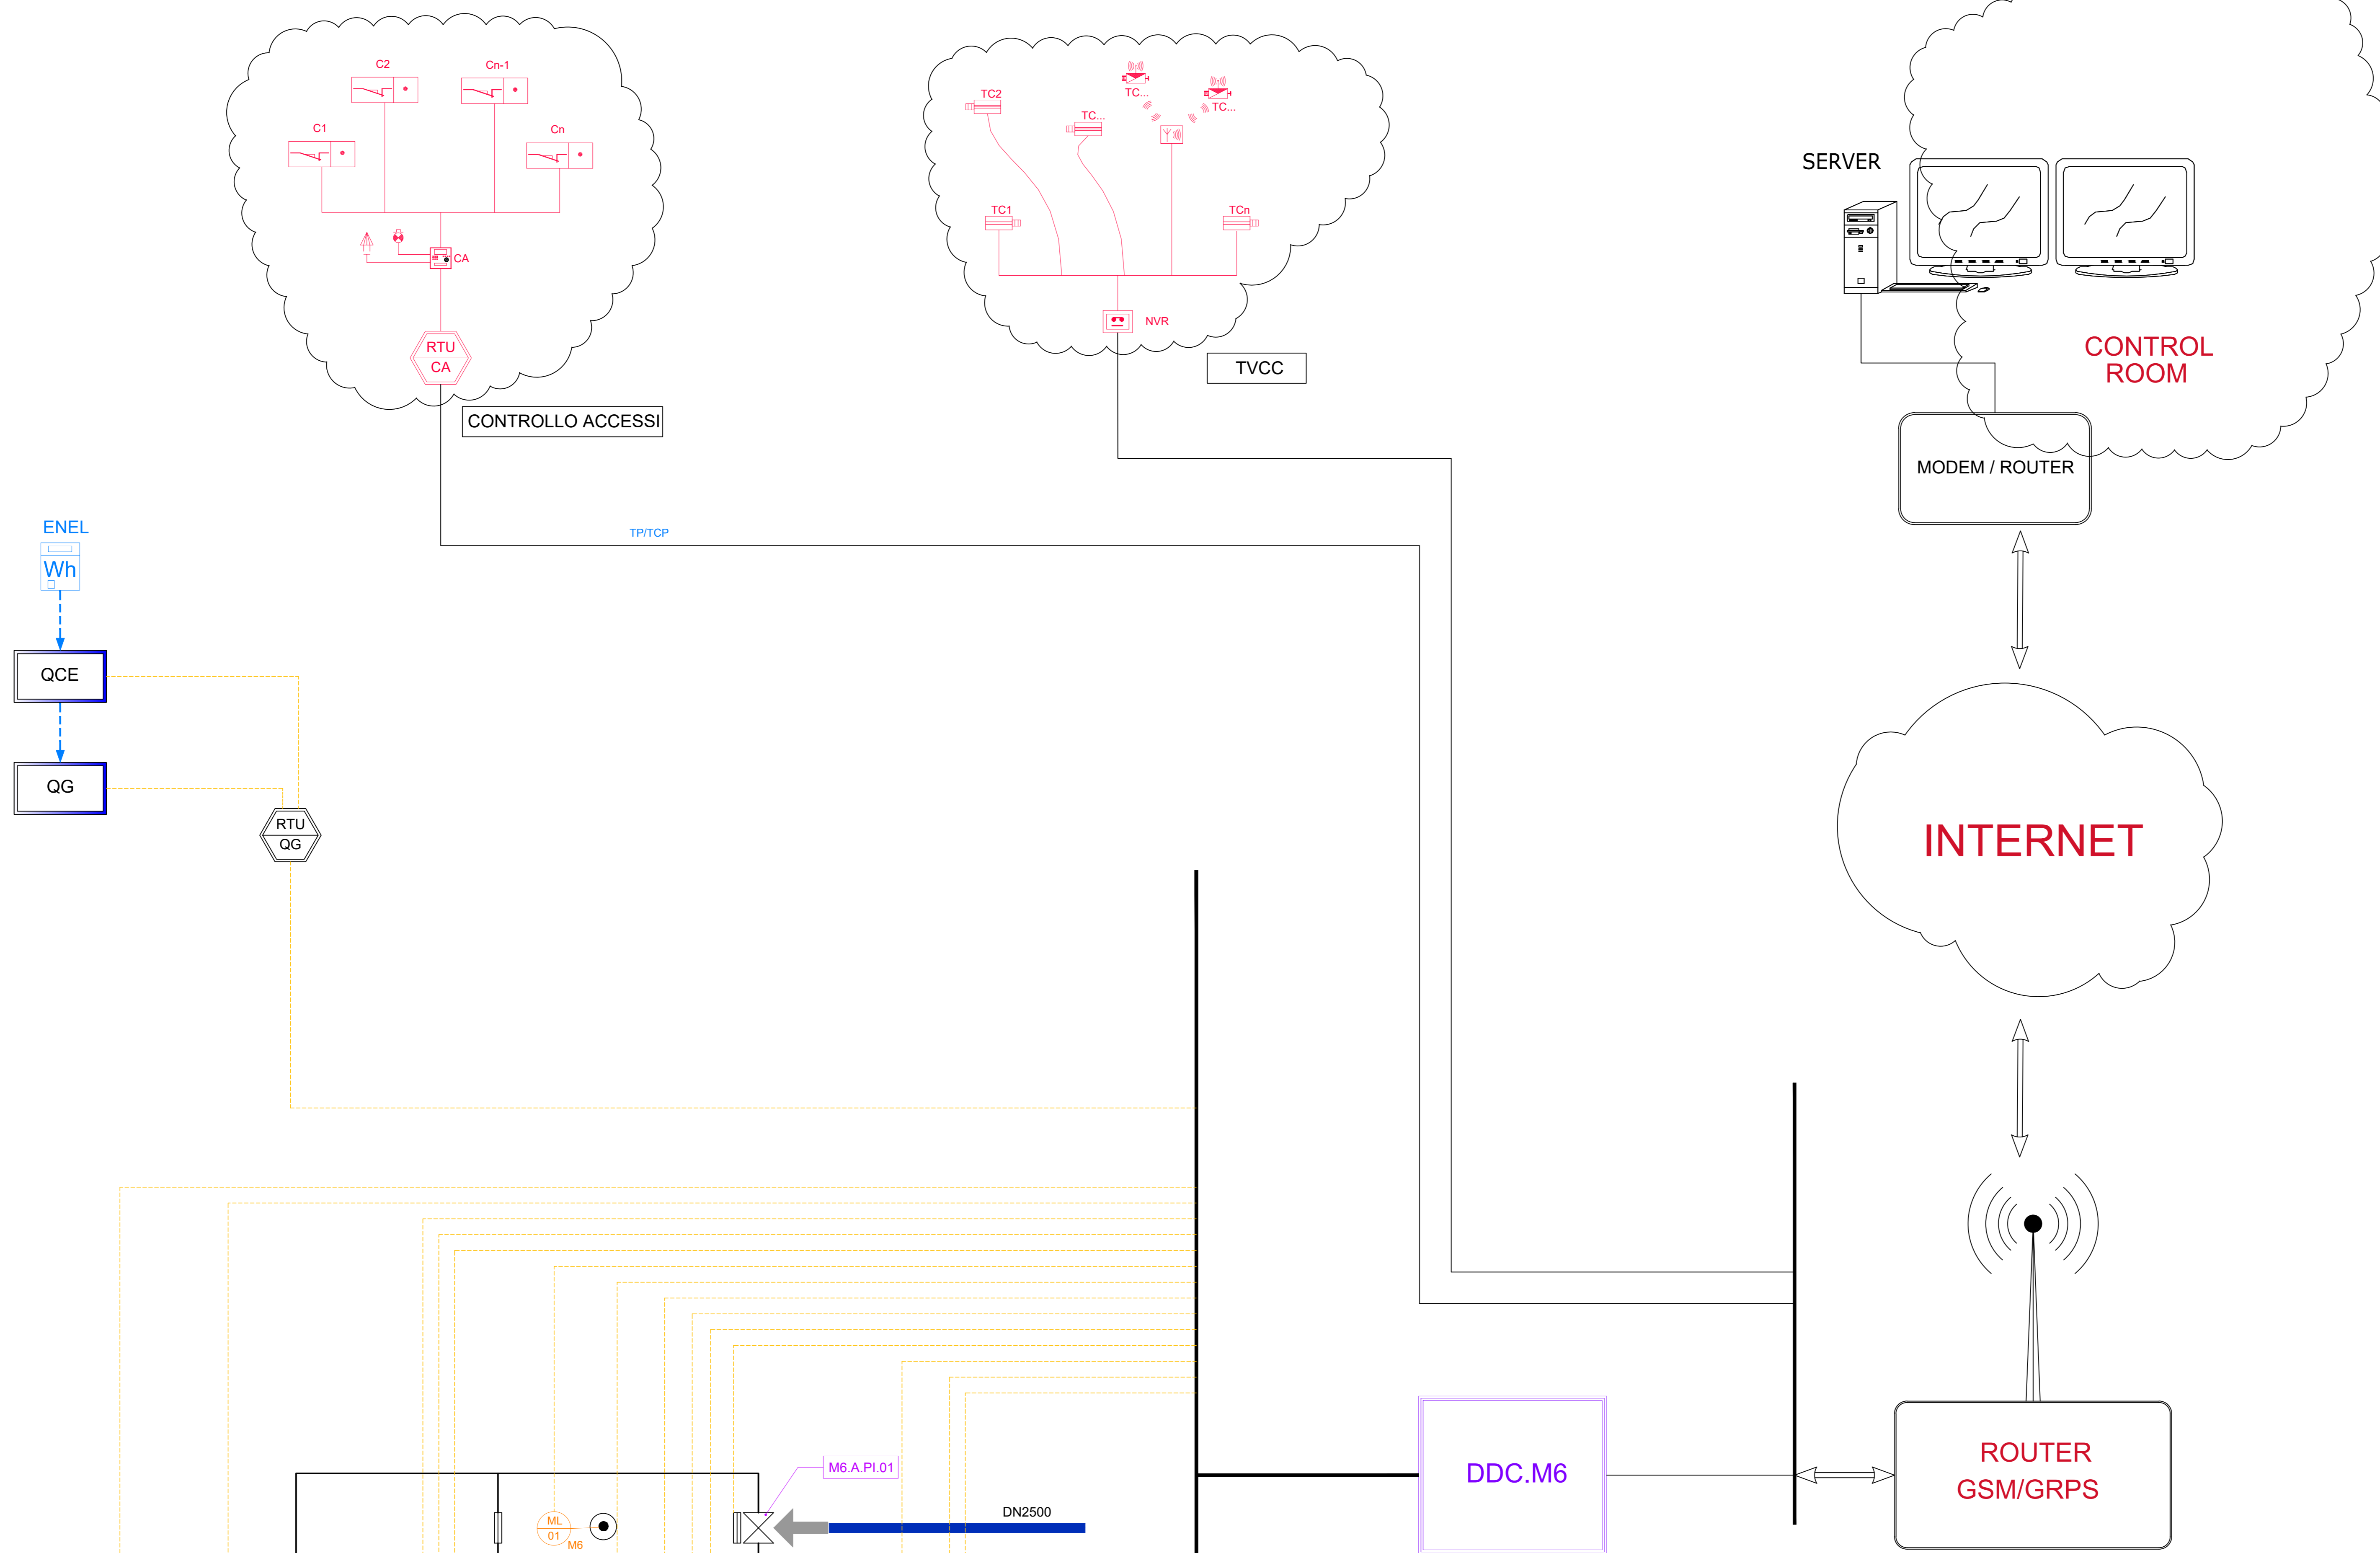 C2
Cn-1
C1
Cn
CA
RTU
CA
CONTROLLO ACCESSI
TC2
TC...
TC...
TC...
TC1
TCn
NVR
TVCC
SERVER
CONTROL
ROOM
MODEM / ROUTER
TP/TCP
ENEL
Wh
QCE
QG
RTU
QG
INTERNET
M6.A.PI.01
DN2500
ML
01
M6
DDC.M6
ROUTER
GSM/GRPS